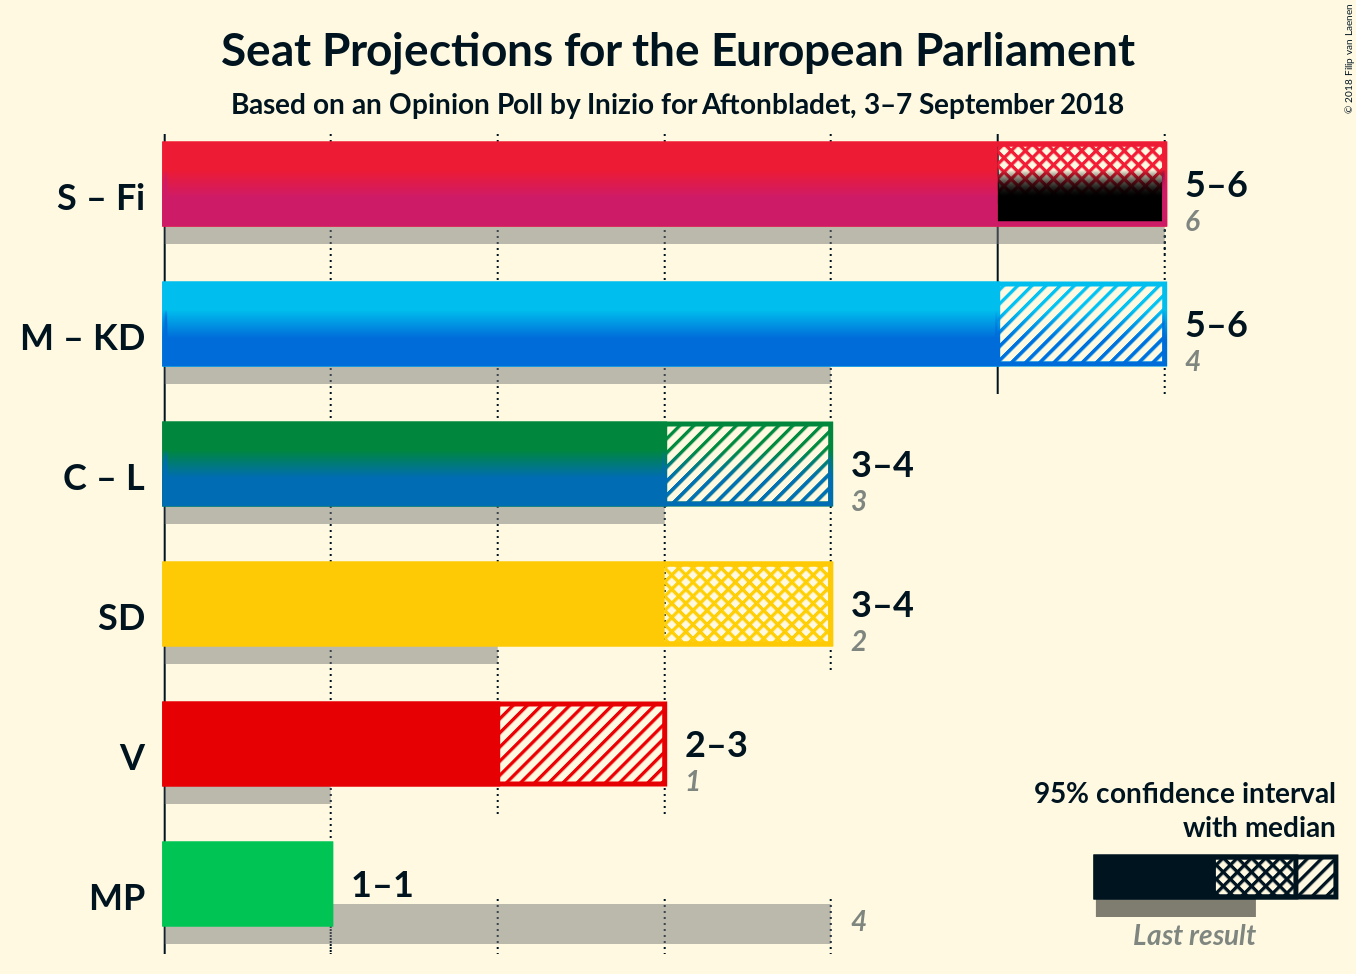 Seat Projections for the European Parliament
Based on an Opinion Poll by Inizio for Aftonbladet, 3–7 September 2018
© 2018 Filip van Laenen
S – Fi
5–6
6
M – KD
5–6
4
C – L
3–4
3
SD
3–4
2
V
2–3
1
MP
1–1
4
95% confidence interval
with median
Last result